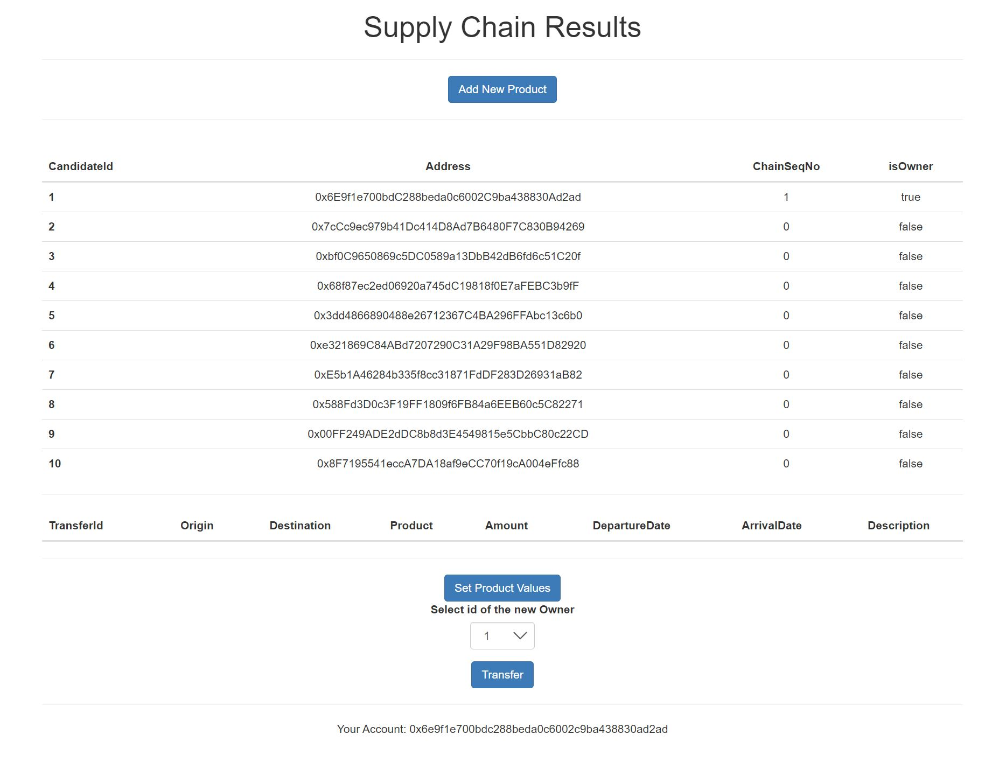 Supply Chain Results
Add New Product
CandidateId Address ChainSeqNo isOwner
1 0x6E9f1e700bdC288beda0c6002C9ba438830Ad2ad 1 true
2 0x7cCc9ec979b41Dc414D8Ad7B6480F7C830B94269 0 false
3 0xbf0C9650869c5DC0589a13DbB42dB6fd6c51C20f 0 false
4 0x68f87ec2ed06920a745dC19818f0E7aFEBC3b9fF 0 false
5 0x3dd4866890488e26712367C4BA296FFAbc13c6b0 0 false
6 0xe321869C84ABd7207290C31A29F98BA551D82920 0 false
7 0xE5b1A46284b335f8cc31871FdDF283D26931aB82 0 false
8 0x588Fd3D0c3F19FF1809f6FB84a6EEB60c5C82271 0 false
9 0x00FF249ADE2dDC8b8d3E4549815e5CbbC80c22CD 0 false
10 0x8F7195541eccA7DA18af9eCC70f19cA004eFfc88 0 false
TransferId Origin Destination Product Amount DepartureDate ArrivalDate Description
Set Product Values
Select id of the new Owner
1
Transfer
Your Account: 0x6e9f1e700bdc288beda0c6002c9ba438830ad2ad